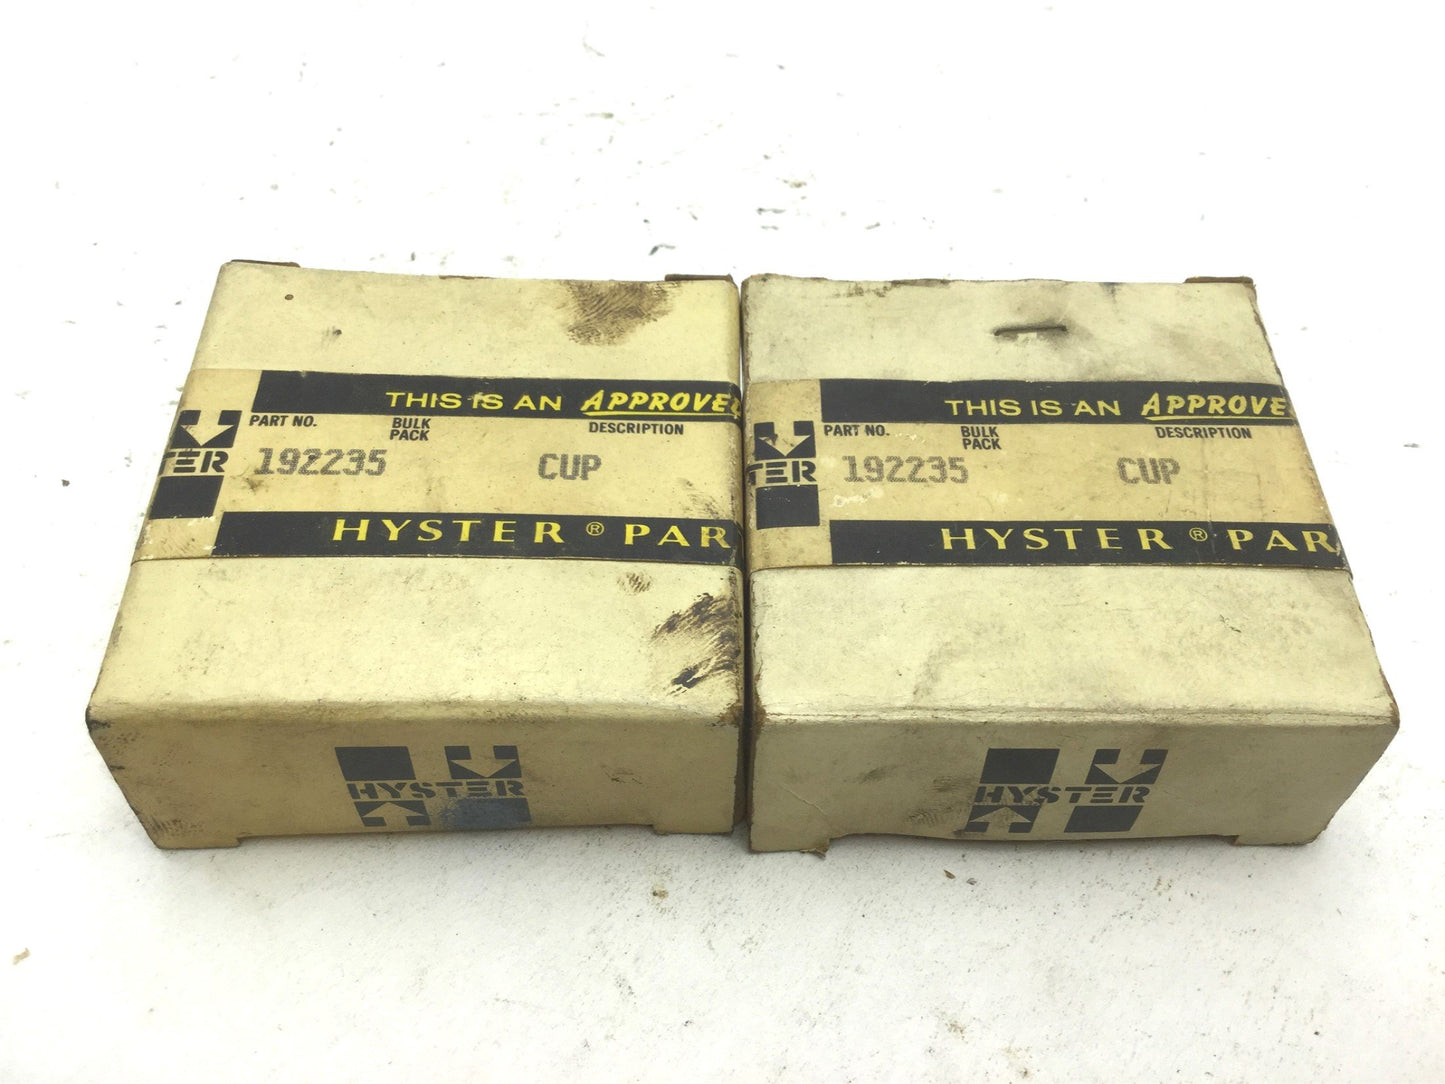 THIS IS AN APPROVED
PART NO. BULK PACK DESCRIPTION
192235 CUP
TER
HYSTER ® PAR
HYSTER
THIS IS AN APPROVE
PART NO. BULK PACK DESCRIPTION
192235 CUP
TER
HYSTER ® PAR
HYSTER